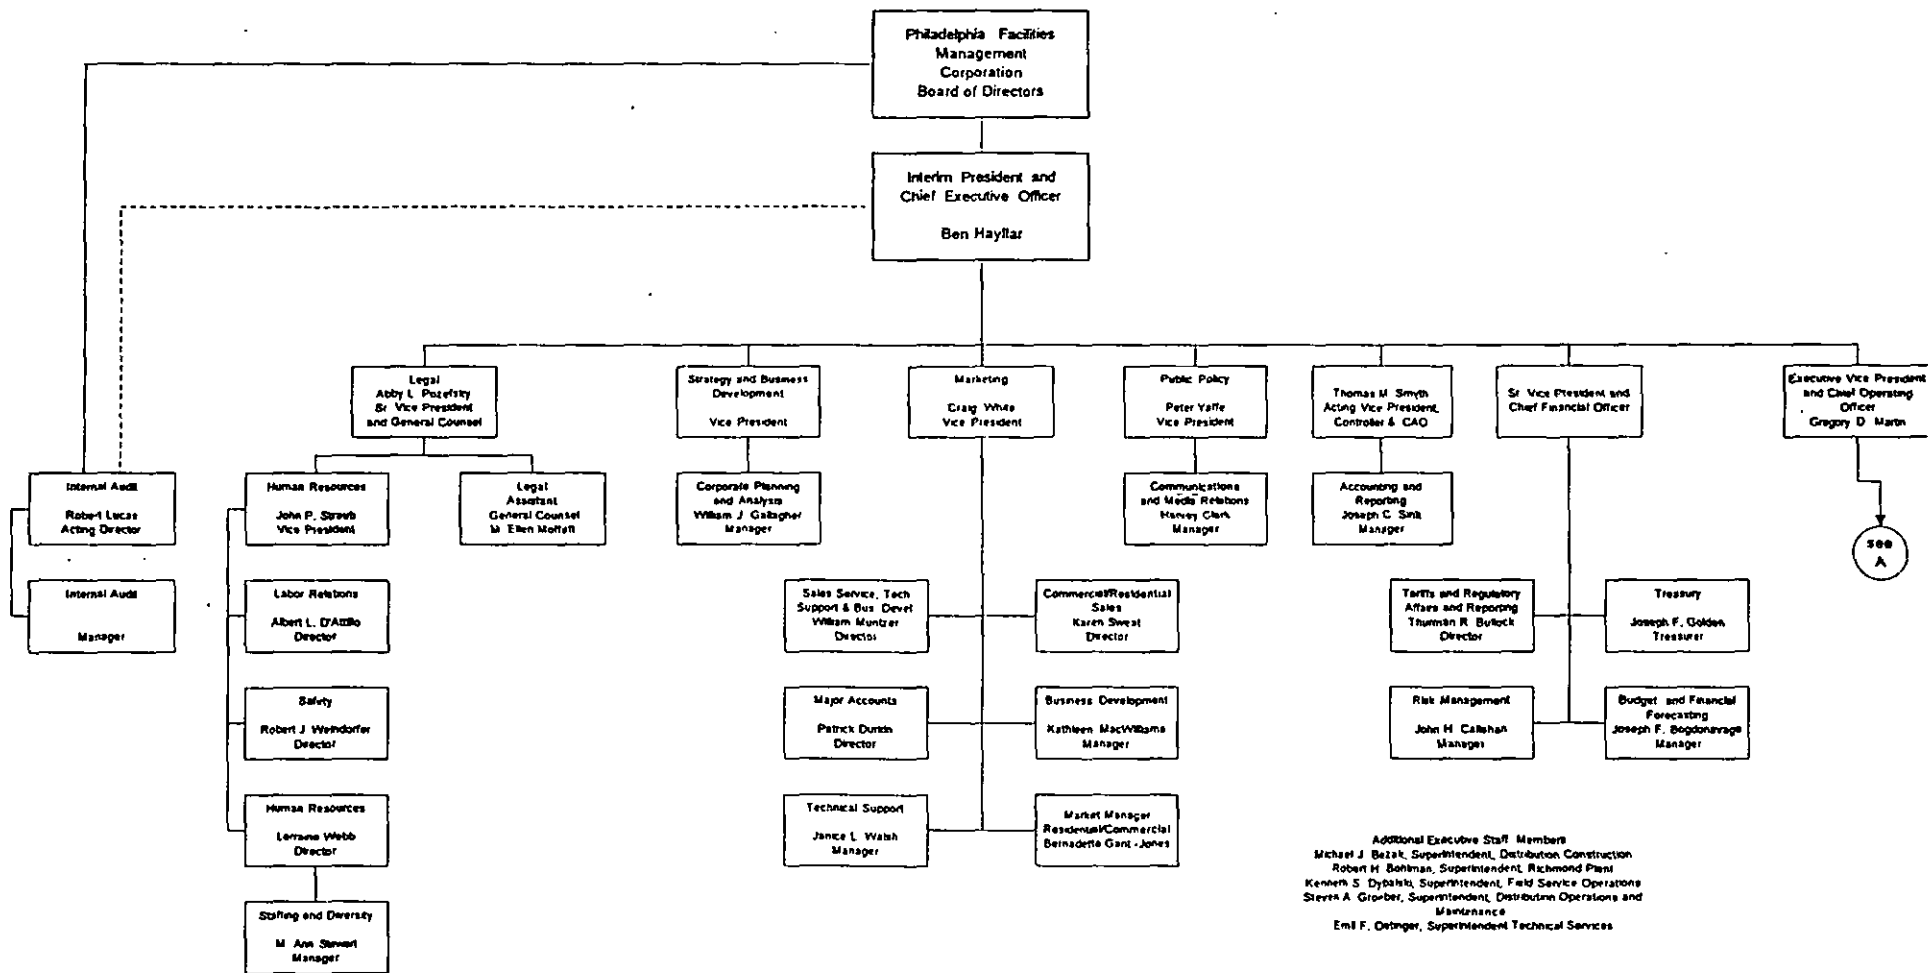 Philadelphia Facilities
Management
Corporation
Board of Directors
Interim President and
Chief Executive Officer
Ben Hayllar
Legal
Abby L. Pozefsky
Sr. Vice President
and General Counsel
Strategy and Business
Development
Vice President
Marketing
Craig White
Vice President
Public Policy
Peter Yaffe
Vice President
Thomas M. Smyth
Acting Vice President,
Controller & CAO
Sr. Vice President and
Chief Financial Officer
Executive Vice President
and Chief Operating
Officer
Gregory D. Martin
Internal Audit
Robert Lucas
Acting Director
Human Resources
John P. Straub
Vice President
Legal
Assistant
General Counsel
M. Ellen Moffatt
Corporate Planning
and Analysis
William J. Gallagher
Manager
Communications
and Media Relations
Harvey Clark
Manager
Accounting and
Reporting
Joseph C. Sink
Manager
see
A
Internal Audit
Manager
Labor Relations
Albert L. D'Attilio
Director
Sales Service, Tech
Support & Bus. Devel
William Muntzer
Director
Commercial/Residential
Sales
Karen Sweat
Director
Tariffs and Regulatory
Affairs and Reporting
Thurman R. Bullock
Director
Treasury
Joseph F. Golden
Treasurer
Safety
Robert J. Weindorfer
Director
Major Accounts
Patrick
Director
Business Development
Kathleen MacWilliams
Manager
Risk Management
John H. Callahan
Manager
Budget and Financial
Forecasting
Joseph F. Bogdonavage
Manager
Human Resources
Lorraine Webb
Director
Technical Support
Janice L. Walsh
Manager
Market Manager
Residential/Commercial
Bernadette Gant-Jones
Staffing and Diversity
M. Ann Stewart
Manager
Additional Executive Staff Members
Michael J. Bezak, Superintendent, Distribution Construction
Robert H. Bohlman, Superintendent, Richmond Plant
Kenneth S. Dybalski, Superintendent, Field Service Operations
Steven A. Groeber, Superintendent, Distribution Operations and
Maintenance
Emil F. Oetinger, Superintendent Technical Services